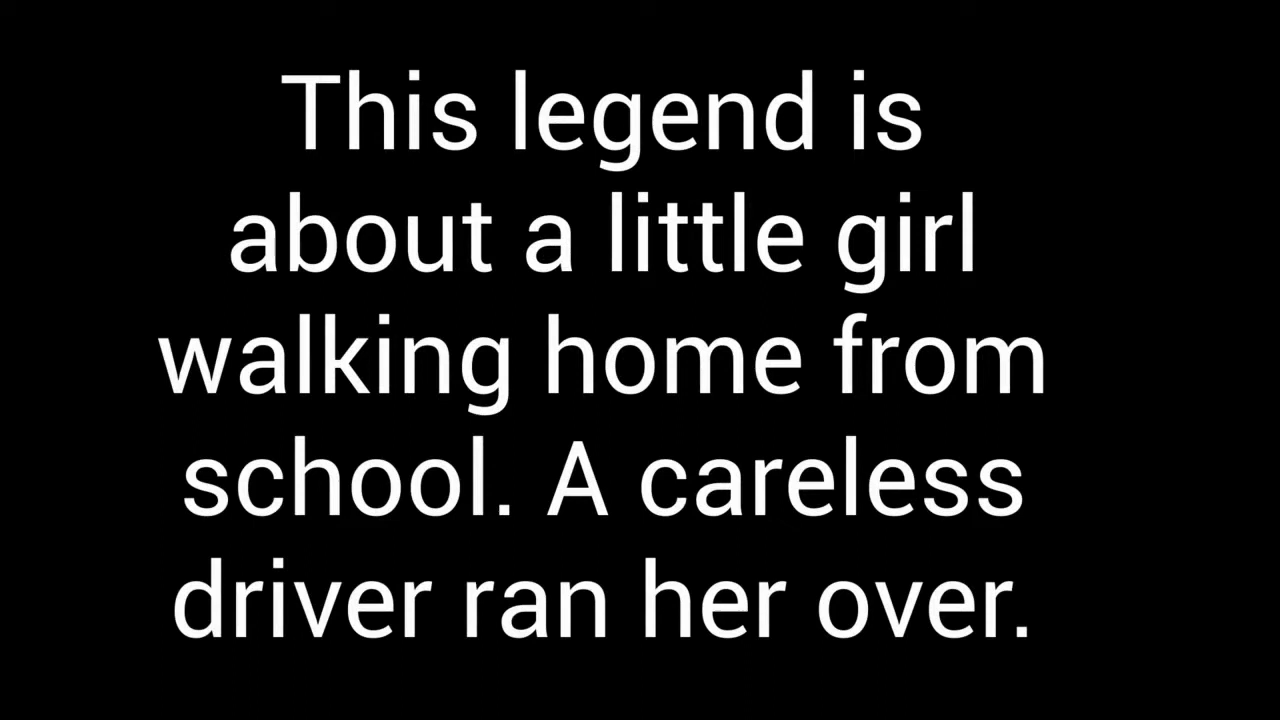 This legend is
about a little girl
walking home from
school. A careless
driver ran her over.